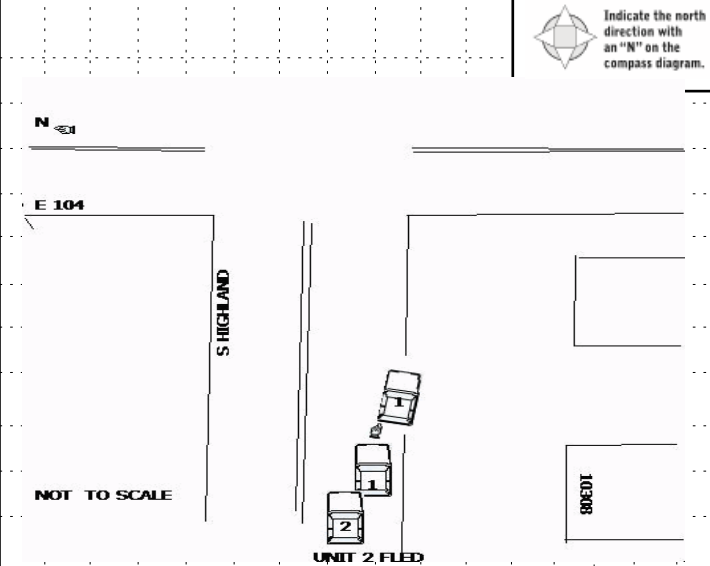 Indicate the north
direction with
an "N" on the
compass diagram.
N
E 104
S HIGHLAND
1
1
10308
NOT TO SCALE
2
UNIT 2 FLED